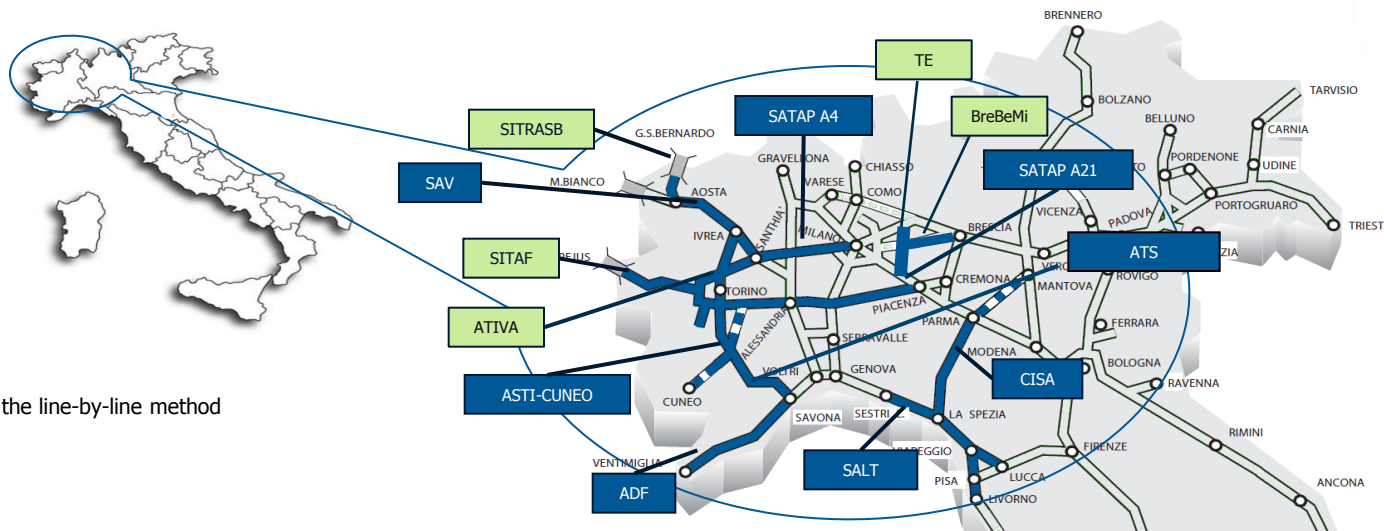 BRENNERO
TE
TARVISIO
BOLZANO
BELLUNO
SATAP A4
BreBeMi
SITRASB
CARNIA
G.S.BERNARDO
GRAVELLONA
CHIASSO
SATAP A21
PORDENONE
UDINE
SAV
M.BIANCO
AOSTA
VARESE
COMO
VICENZA
PADOVA
PORTOGRUARO
IVREA
SANTHIA'
MILANO
BRESCIA
TRIEST
SITAF
ATS
TORINO
CREMONA
MANTOVA
ROVIGO
ATIVA
ALESSANDRIA
PIACENZA
PARMA
SERRAVALLE
FERRARA
MODENA
BOLOGNA
VOLTRI
GENOVA
CISA
RAVENNA
ASTI-CUNEO
CUNEO
the line-by-line method
SAVONA
LA SPEZIA
RIMINI
VENTIMIGLIA
SALT
FIRENZE
PISA
LUCCA
ADF
LIVORNO
ANCONA